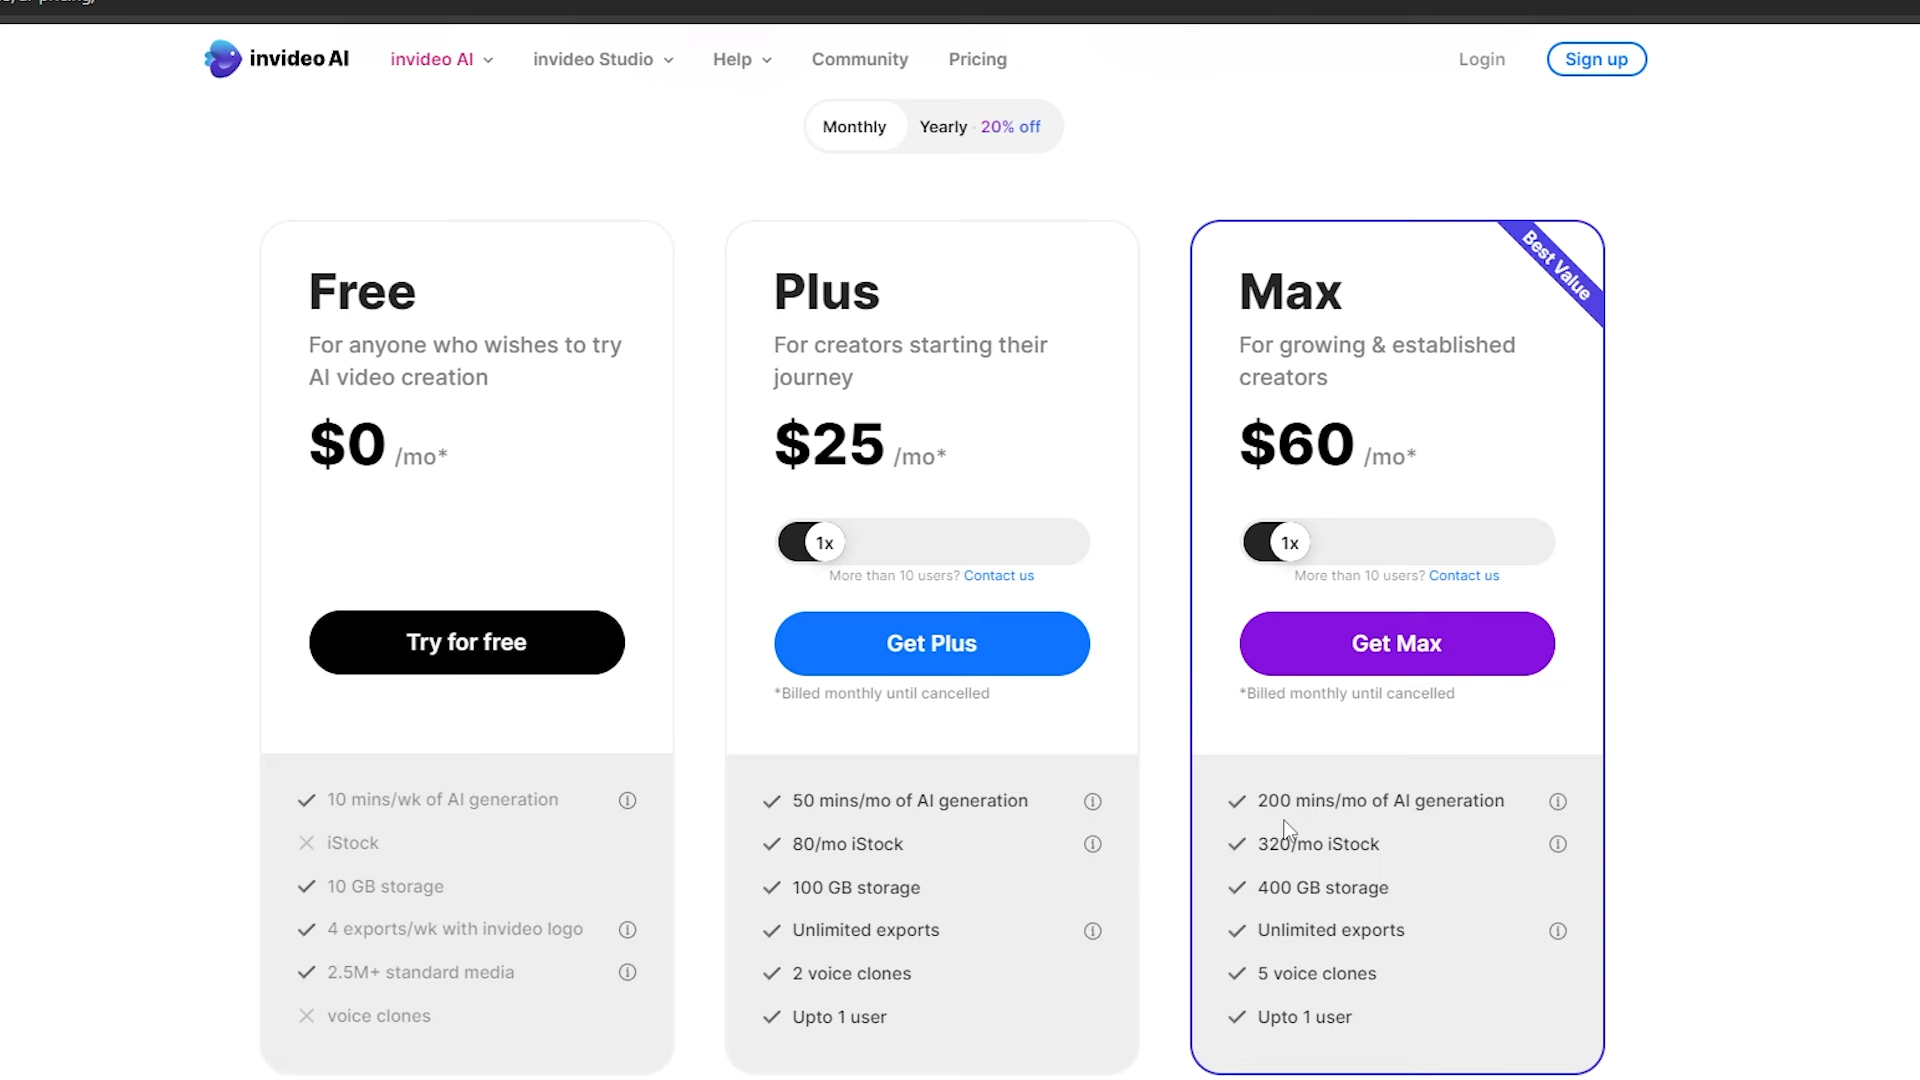 invideo AI
invideo AI
invideo Studio
Help
Community
Pricing
Login
Sign up
Monthly
Yearly · 20% off
Free
For anyone who wishes to try
AI video creation
$0 /mo*
Try for free
10 mins/wk of AI generation
iStock
10 GB storage
4 exports/wk with invideo logo
2.5M+ standard media
voice clones
Plus
For creators starting their
journey
$25 /mo*
1x
More than 10 users? Contact us
Get Plus
*Billed monthly until cancelled
50 mins/mo of AI generation
80/mo iStock
100 GB storage
Unlimited exports
2 voice clones
Upto 1 user
Best Value
Max
For growing & established
creators
$60 /mo*
1x
More than 10 users? Contact us
Get Max
*Billed monthly until cancelled
200 mins/mo of AI generation
320/mo iStock
400 GB storage
Unlimited exports
5 voice clones
Upto 1 user